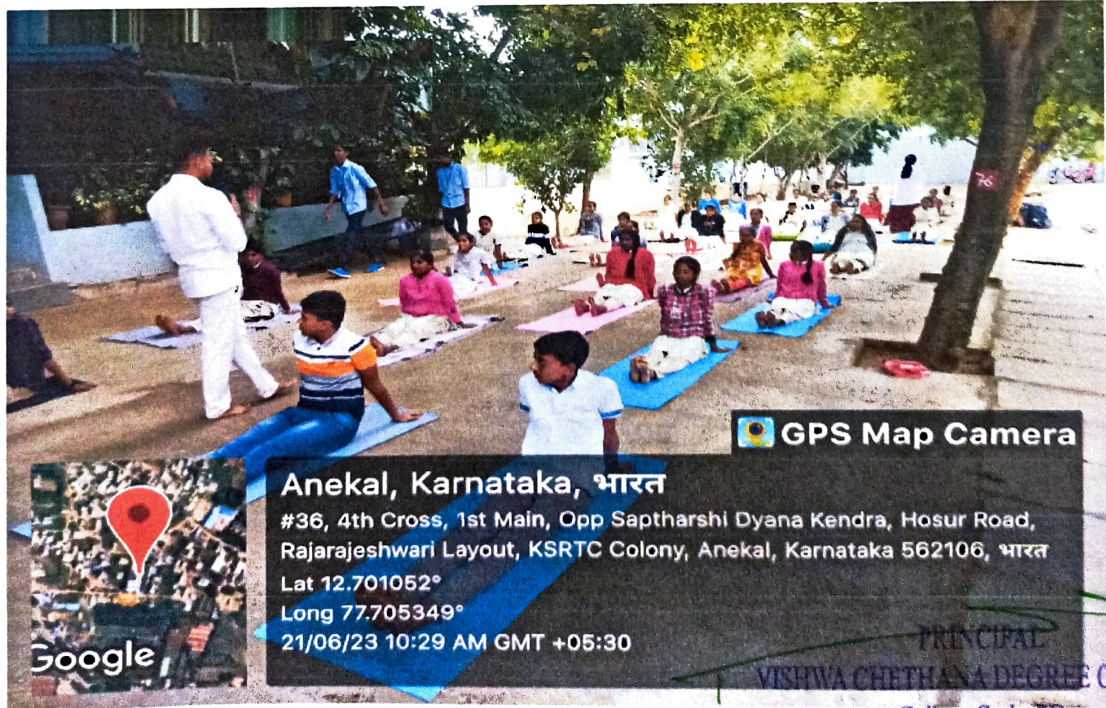 76
GPS Map Camera
Anekal, Karnataka, भारत
#36, 4th Cross, 1st Main, Opp Saptharshi Dyana Kendra, Hosur Road,
Rajarajeshwari Layout, KSRTC Colony, Anekal, Karnataka 562106, भारत
Lat 12.701052°
Long 77.705349°
21/06/23 10:29 AM GMT +05:30
Google
PRINCIPAL
VISHWA CHETHANA DEGREE